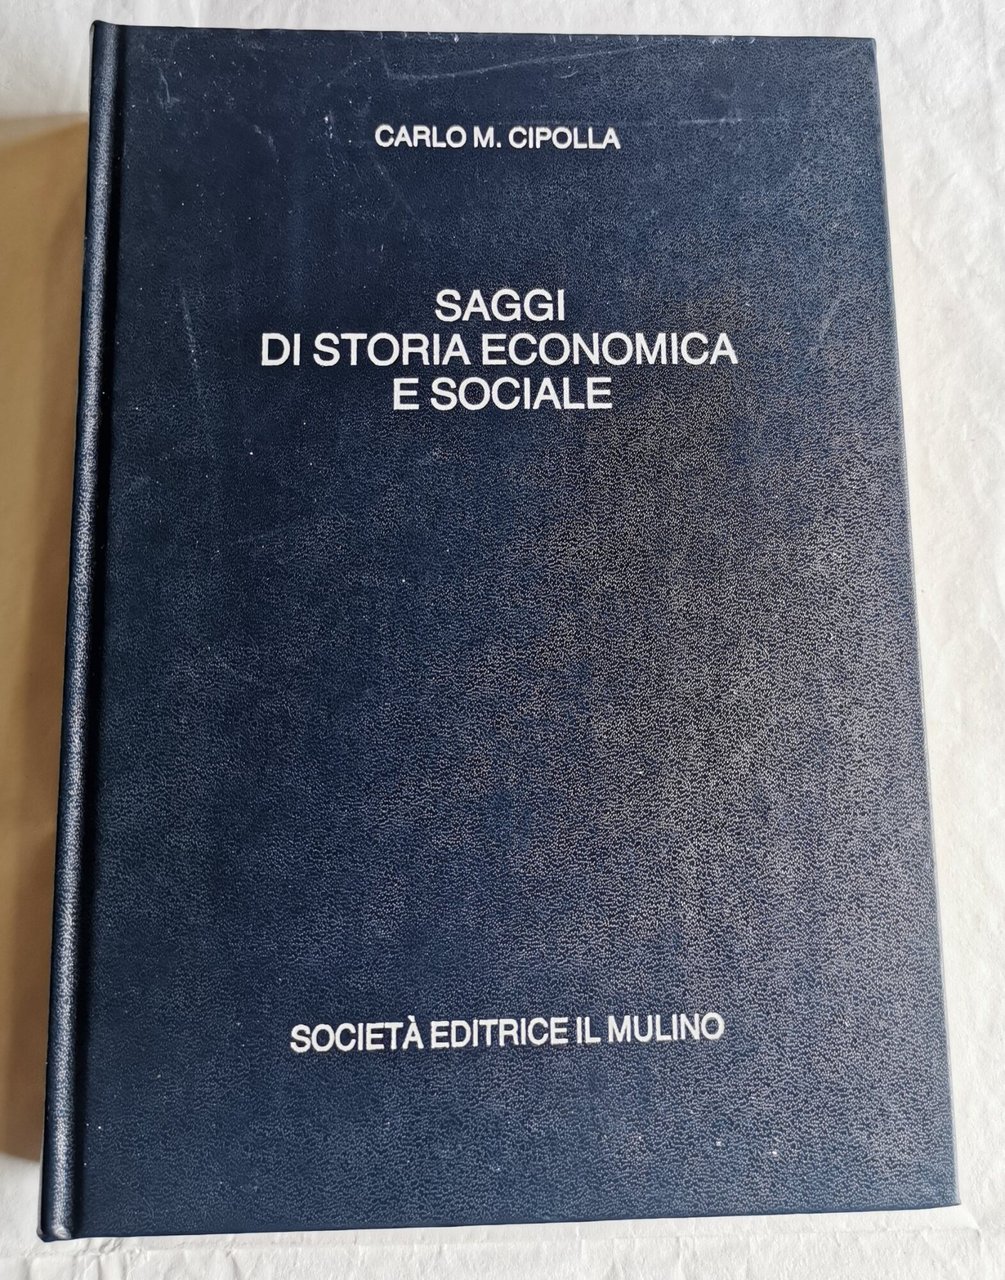 CARLO M. CIPOLLA
SAGGI
DI STORIA ECONOMICA
E SOCIALE
SOCIETÀ EDITRICE IL MULINO